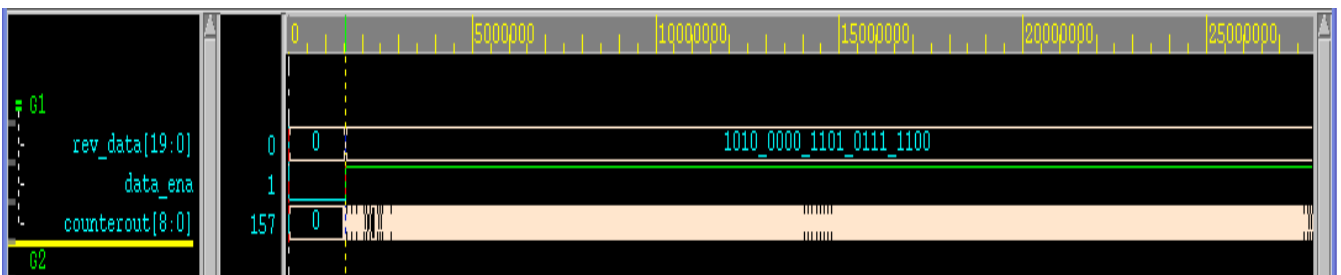 0 5000000 10000000 15000000 20000000 25000000
G1
rev_data[19:0] 0 0 1010_0000_1101_0111_1100
data_ena 1
counterout[8:0] 157 0
G2